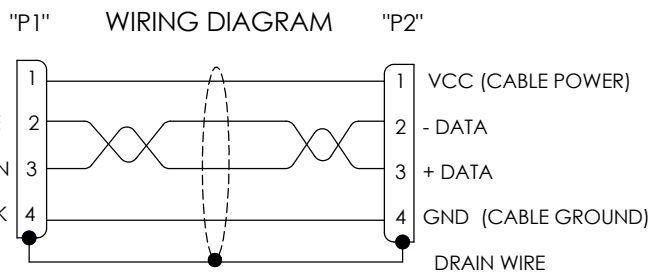 "P1" WIRING DIAGRAM "P2"
1 1 VCC (CABLE POWER)
2 2 - DATA
3 3 + DATA
4 4 GND (CABLE GROUND)
DRAIN WIRE